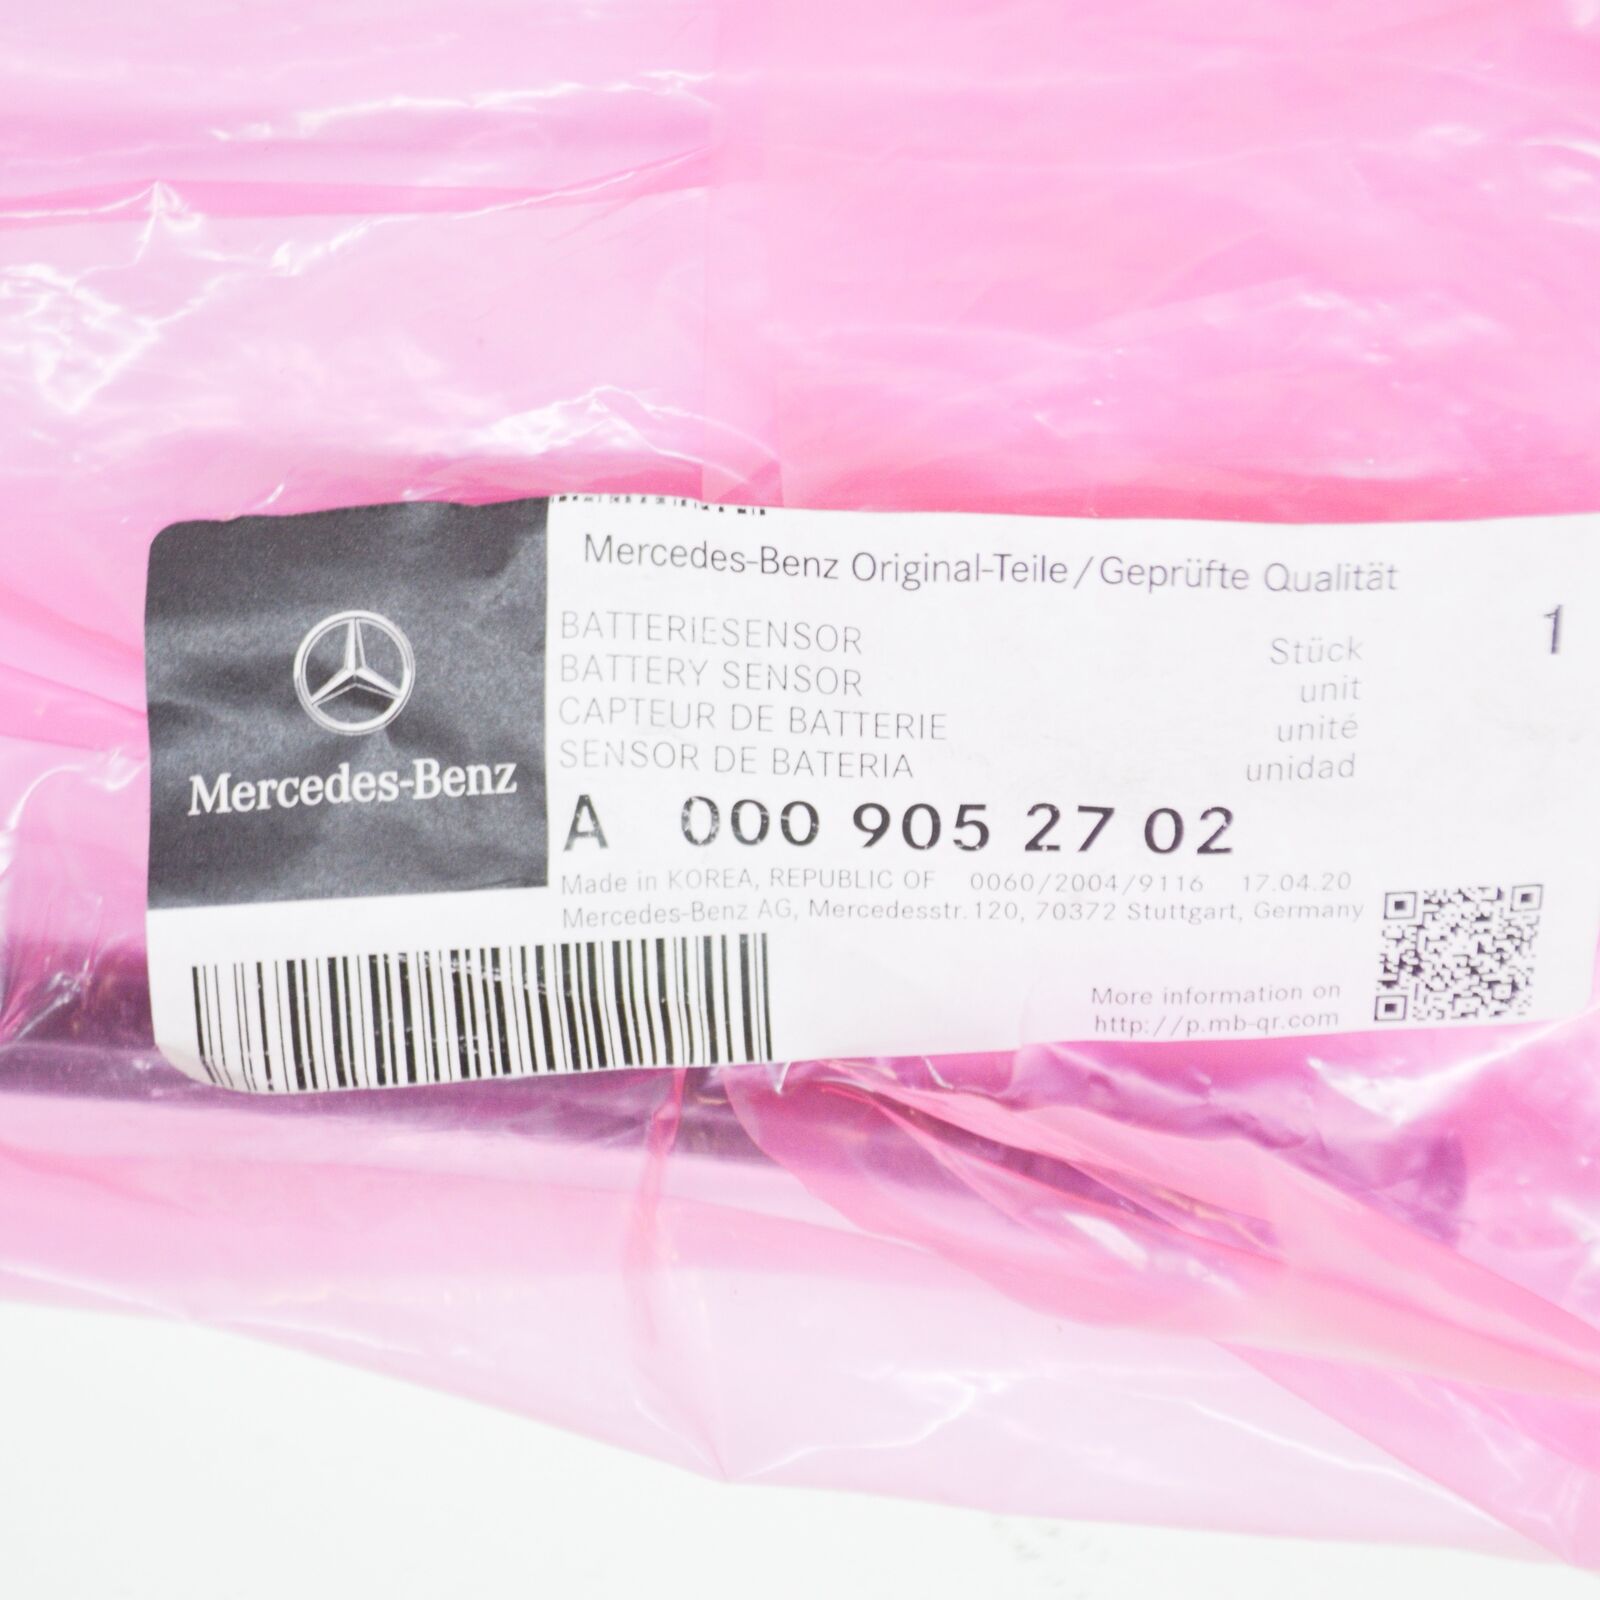 Mercedes-Benz Original-Teile/Geprüfte Qualität
BATTERIESENSOR Stück 1
BATTERY SENSOR unit
CAPTEUR DE BATTERIE unité
SENSOR DE BATERIA unidad
Mercedes-Benz
A 000 905 27 02
Made in KOREA, REPUBLIC OF 0060/2004/9116 17.04.20
Mercedes-Benz AG, Mercedesstr.120, 70372 Stuttgart, Germany
More information on
http://p.mb-qr.com